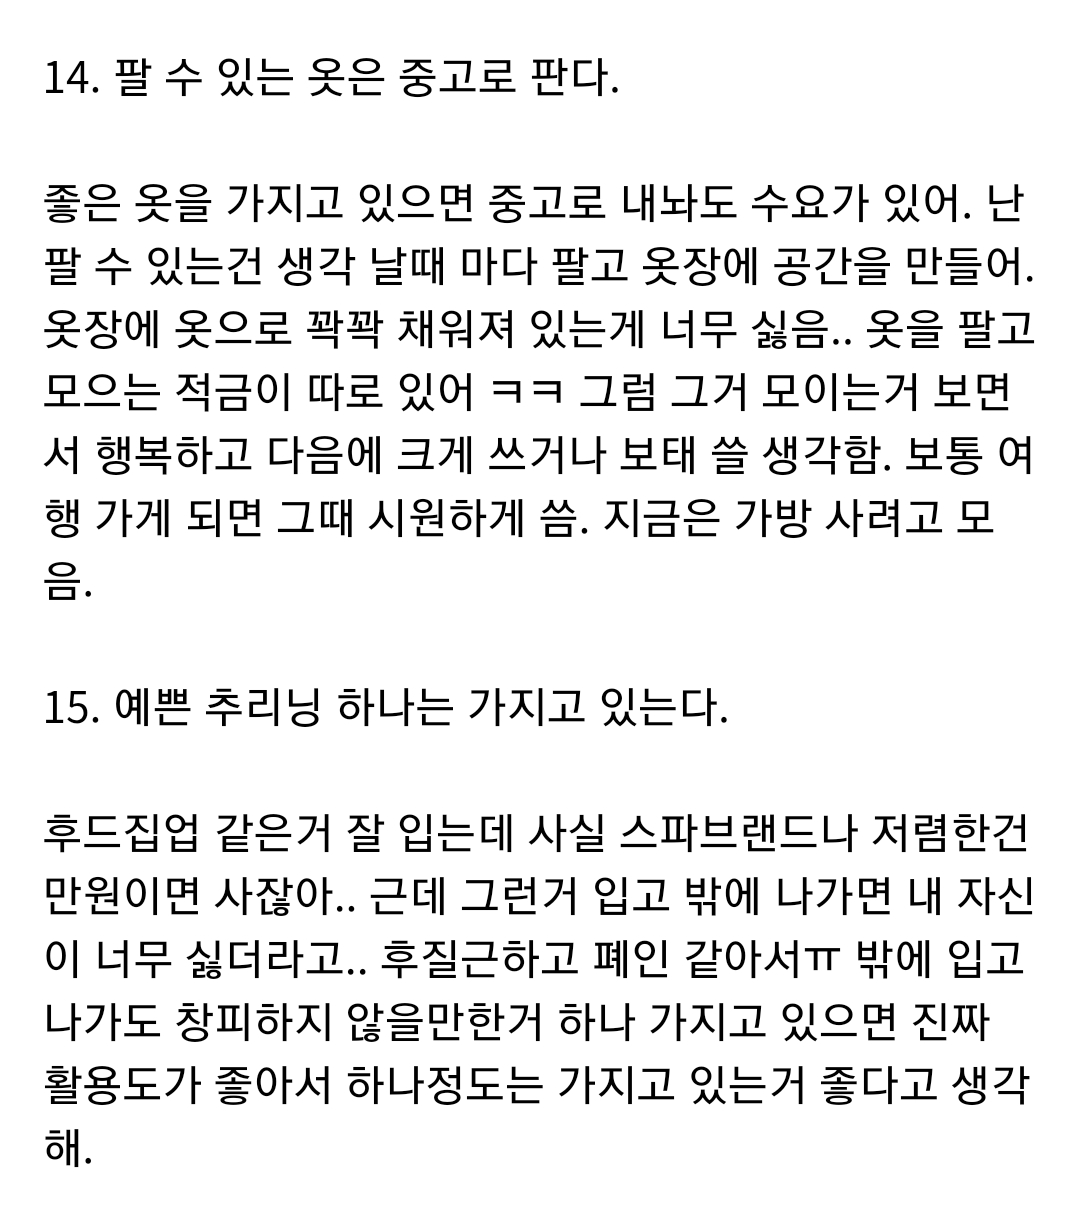 14. 팔 수 있는 옷은 중고로 판다.
좋은 옷을 가지고 있으면 중고로 내놔도 수요가 있어. 난
팔 수 있는건 생각 날때 마다 팔고 옷장에 공간을 만들어.
옷장에 옷으로 꽉꽉 채워져 있는게 너무 싫음.. 옷을 팔고
모으는 적금이 따로 있어 ㅋㅋ 그럼 그거 모이는거 보면
서 행복하고 다음에 크게 쓰거나 보태 쓸 생각함. 보통 여
행 가게 되면 그때 시원하게 씀. 지금은 가방 사려고 모
음.
15. 예쁜 추리닝 하나는 가지고 있는다.
후드집업 같은거 잘 입는데 사실 스파브랜드나 저렴한건
만원이면 사잖아.. 근데 그런거 입고 밖에 나가면 내 자신
이 너무 싫더라고.. 후질근하고 폐인 같아서ㅠ 밖에 입고
나가도 창피하지 않을만한거 하나 가지고 있으면 진짜
활용도가 좋아서 하나정도는 가지고 있는거 좋다고 생각
해.